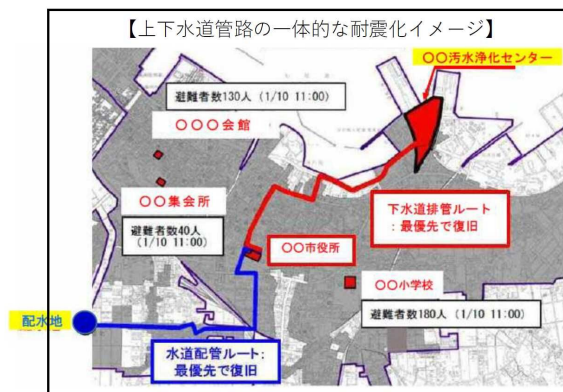 【上下水道管路の一体的な耐震化イメージ】
〇〇汚水浄化センター
避難者数130人（1/10 11:00）
〇〇〇会館
〇〇集会所
避難者数40人
（1/10 11:00）
下水道排管ルート
：最優先で復旧
〇〇市役所
〇〇小学校
避難者数180人（1/10 11:00）
配水地
水道配管ルート：
最優先で復旧